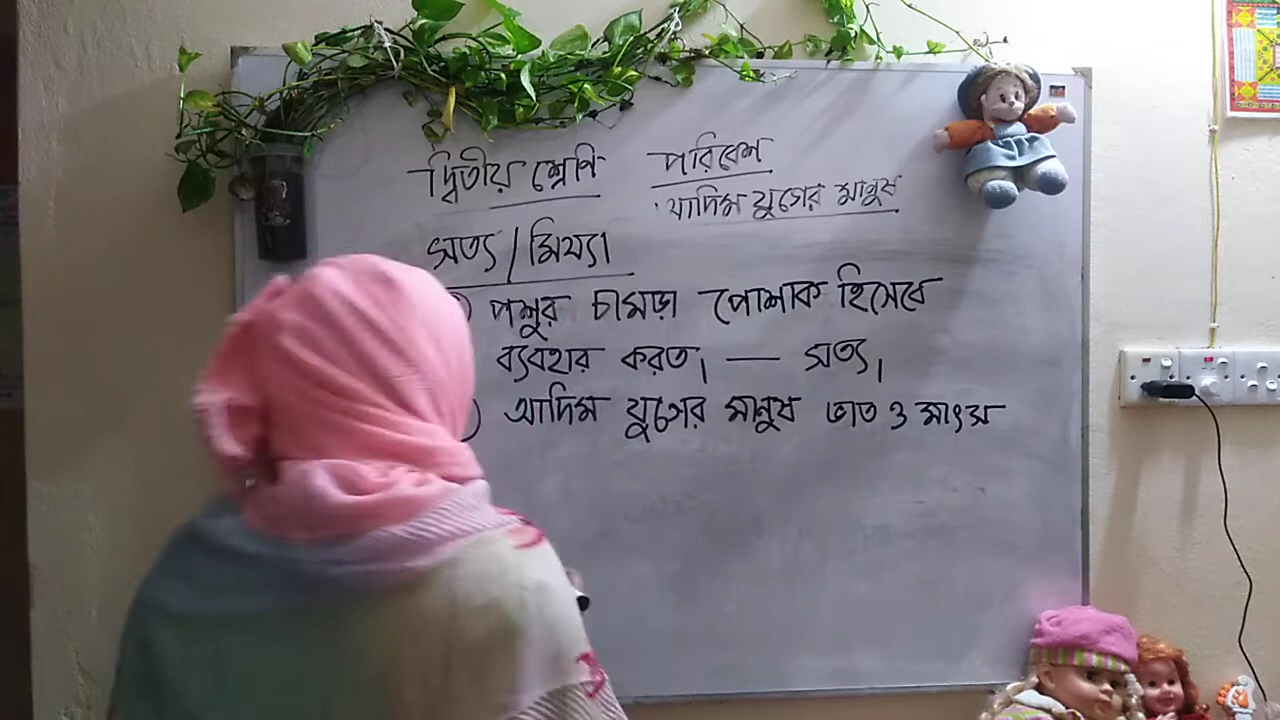 দ্বিতীয় শ্রেণি পরিবেশ
আদিম যুগের মানুষ
সত্য / মিথ্যা
) পশুর চামড়া পোশাক হিসেবে
ব্যবহার করত। — সত্য।
) আদিম যুগের মানুষ ভাত ও মাংস